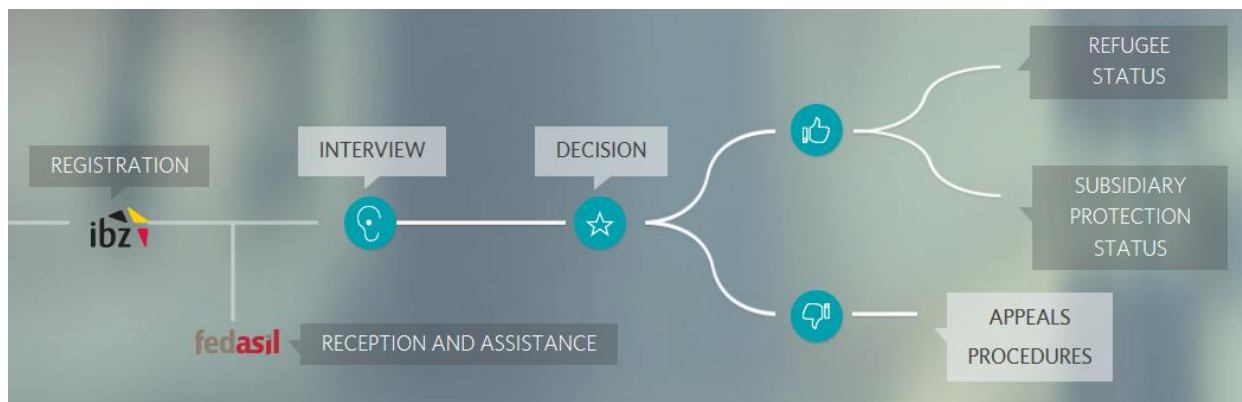 REGISTRATION
ibz
fedasil
RECEPTION AND ASSISTANCE
INTERVIEW
DECISION
REFUGEE
STATUS
SUBSIDIARY
PROTECTION
STATUS
APPEALS
PROCEDURES